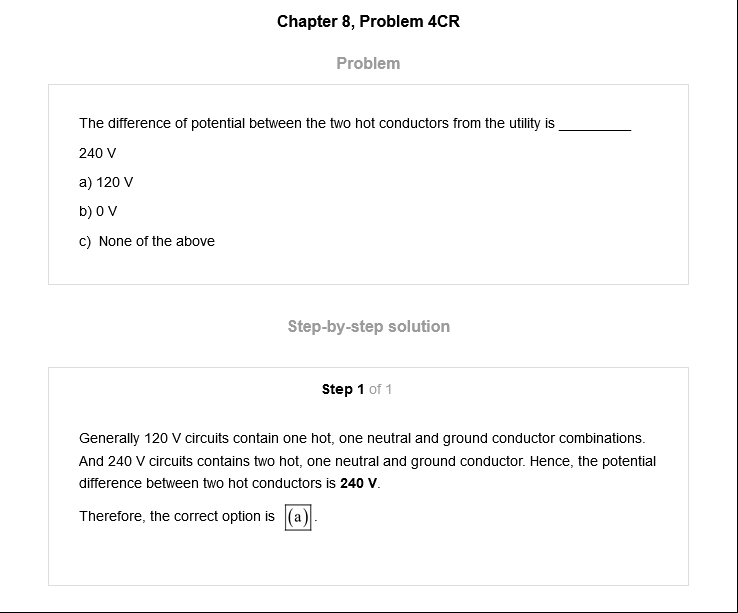 Chapter 8, Problem 4CR
Problem
The difference of potential between the two hot conductors from the utility is _________
240 V
a) 120 V
b) 0 V
c) None of the above
Step-by-step solution
Step 1 of 1
Generally 120 V circuits contain one hot, one neutral and ground conductor combinations.
And 240 V circuits contains two hot, one neutral and ground conductor. Hence, the potential
difference between two hot conductors is 240 V.
Therefore, the correct option is (a).